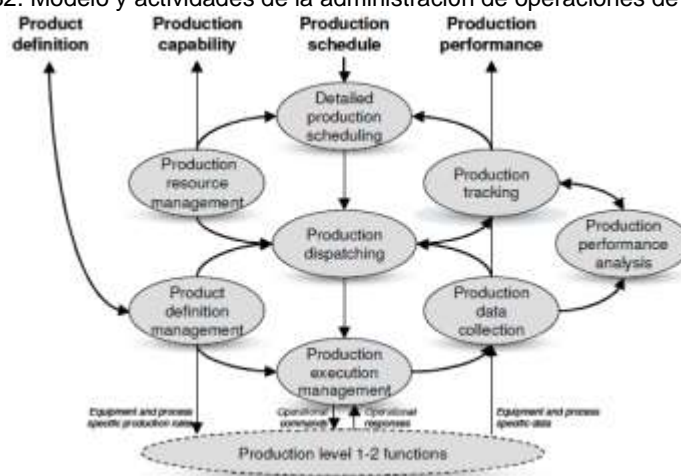 32. Modelo y actividades de la administración de operaciones de
Product
definition
Production
capability
Production
schedule
Production
performance
Detailed
production
scheduling
Production
resource
management
Production
tracking
Production
dispatching
Production
performance
analysis
Product
definition
management
Production
data
collection
Production
execution
management
Equipment and process
specific production rules
Operational
commands
Operational
responses
Equipment and process
specific data
Production level 1-2 functions